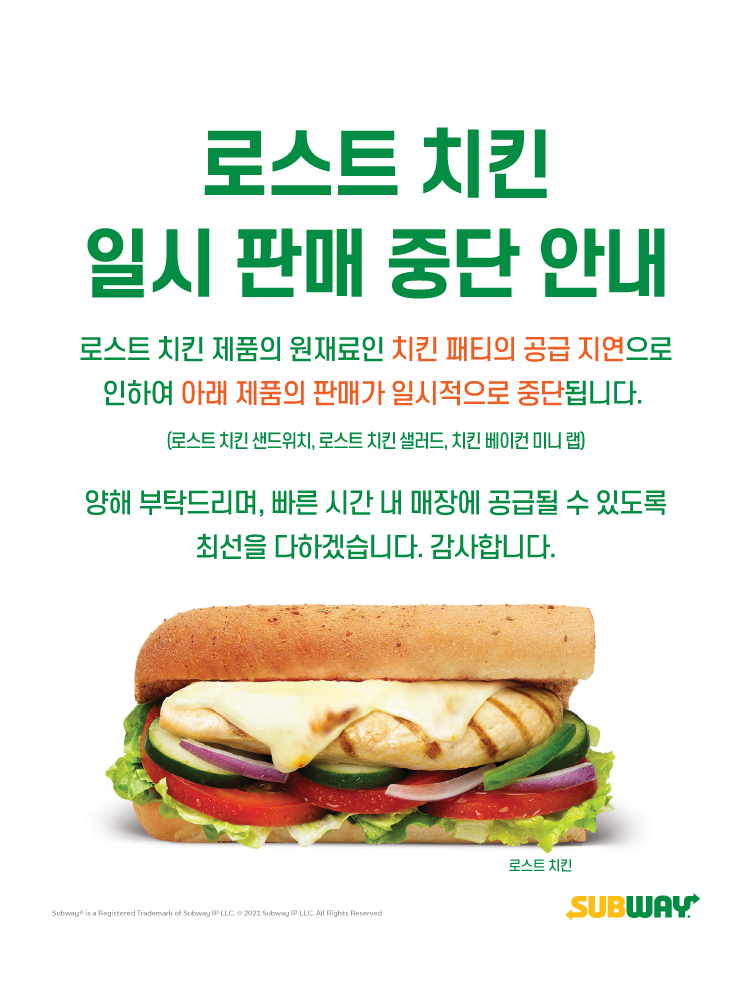 로스트 치킨
일시 판매 중단 안내
로스트 치킨 제품의 원재료인 치킨 패티의 공급 지연으로
인하여 아래 제품의 판매가 일시적으로 중단됩니다.
(로스트 치킨 샌드위치, 로스트 치킨 샐러드, 치킨 베이컨 미니 랩)
양해 부탁드리며, 빠른 시간 내 매장에 공급될 수 있도록
최선을 다하겠습니다. 감사합니다.
로스트 치킨
Subway® is a Registered Trademark of Subway IP LLC. © 2021 Subway IP LLC. All Rights Reserved
SUBWAY